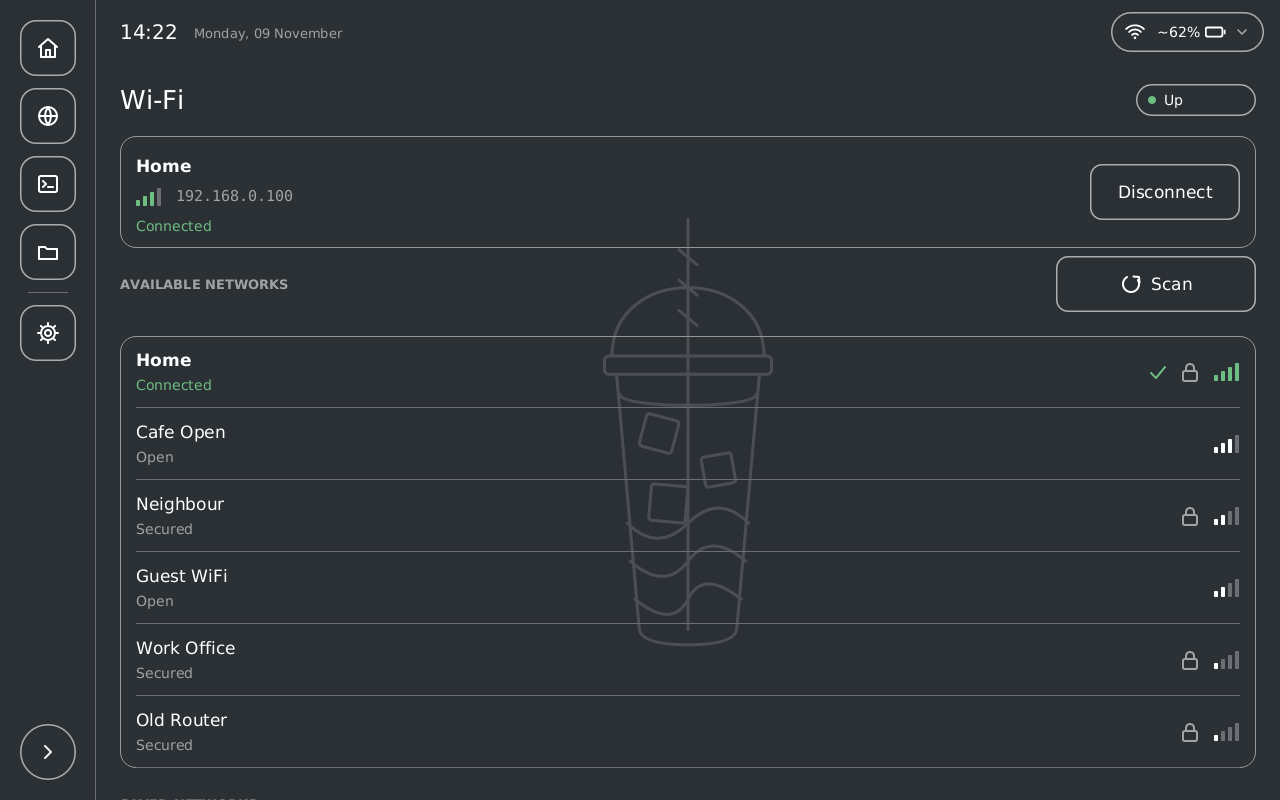 14:22 Monday, 09 November ~62%
Wi-Fi
Up
Home
192.168.0.100
Connected
Disconnect
AVAILABLE NETWORKS
Scan
Home
Connected
Cafe Open
Open
Neighbour
Secured
Guest WiFi
Open
Work Office
Secured
Old Router
Secured